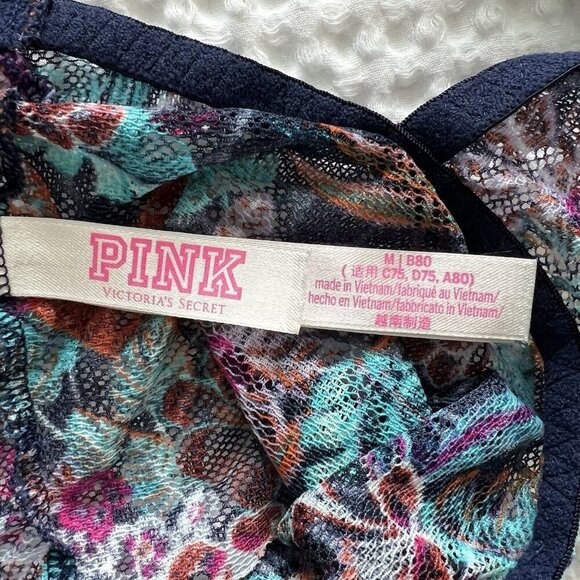 PINK
VICTORIA'S SECRET
M | B80
(适用 C75, D75, A80)
made in Vietnam/fabriqué au Vietnam/
hecho en Vietnam/fabbricato in Vietnam/
越南制造